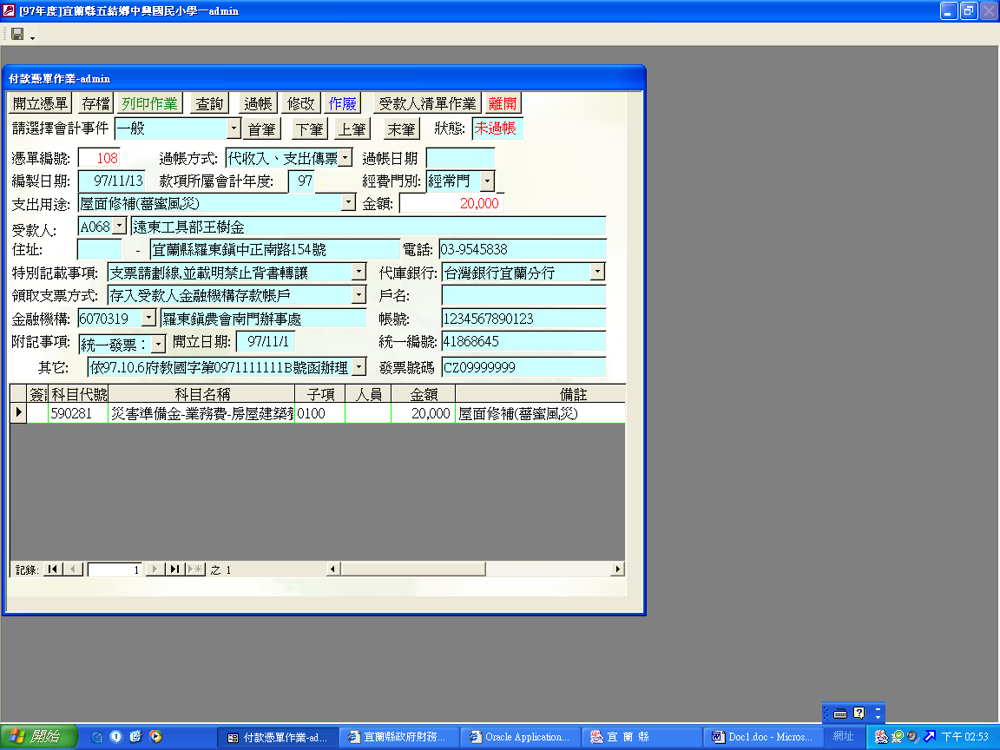 [97年度]宜蘭縣五結鄉中興國民小學---admin
付款憑單作業-admin
開立憑單 存檔 列印作業 查詢 過帳 修改 作廢 受款人清單作業 離開
請選擇會計事件 一般 首筆 下筆 上筆 末筆 狀態: 未過帳
憑單編號: 108 過帳方式: 代收入、支出傳票 過帳日期
編製日期: 97/11/13 款項所屬會計年度: 97 經費門別: 經常門
支出用途: 屋面修補(薔蜜風災) 金額: 20,000
受款人: A068 遠東工具部王樹金
住址: - 宜蘭縣羅東鎮中正南路154號 電話: 03-9545838
特別記載事項: 支票請劃線,並載明禁止背書轉讓 代庫銀行: 台灣銀行宜蘭分行
領取支票方式: 存入受款人金融機構存款帳戶 戶名:
金融機構: 6070319 羅東鎮農會南門辦事處 帳號: 1234567890123
附記事項: 統一發票: 開立日期: 97/11/1 統一編號: 41868645
其它: 依97.10.6府教國字第0971111111B號函辦理 發票號碼 CZ09999999
科目代號 科目名稱 子項 人員 金額 備註
590281 災害準備金-業務費-房屋建築 0100 20,000 屋面修補(薔蜜風災)
記錄: 1 之 1
開始 付款憑單作業-ad... 宜蘭縣政府財務... Oracle Application... 宜 蘭 縣 Doc1.doc - Micros... 網址 下午 02:53